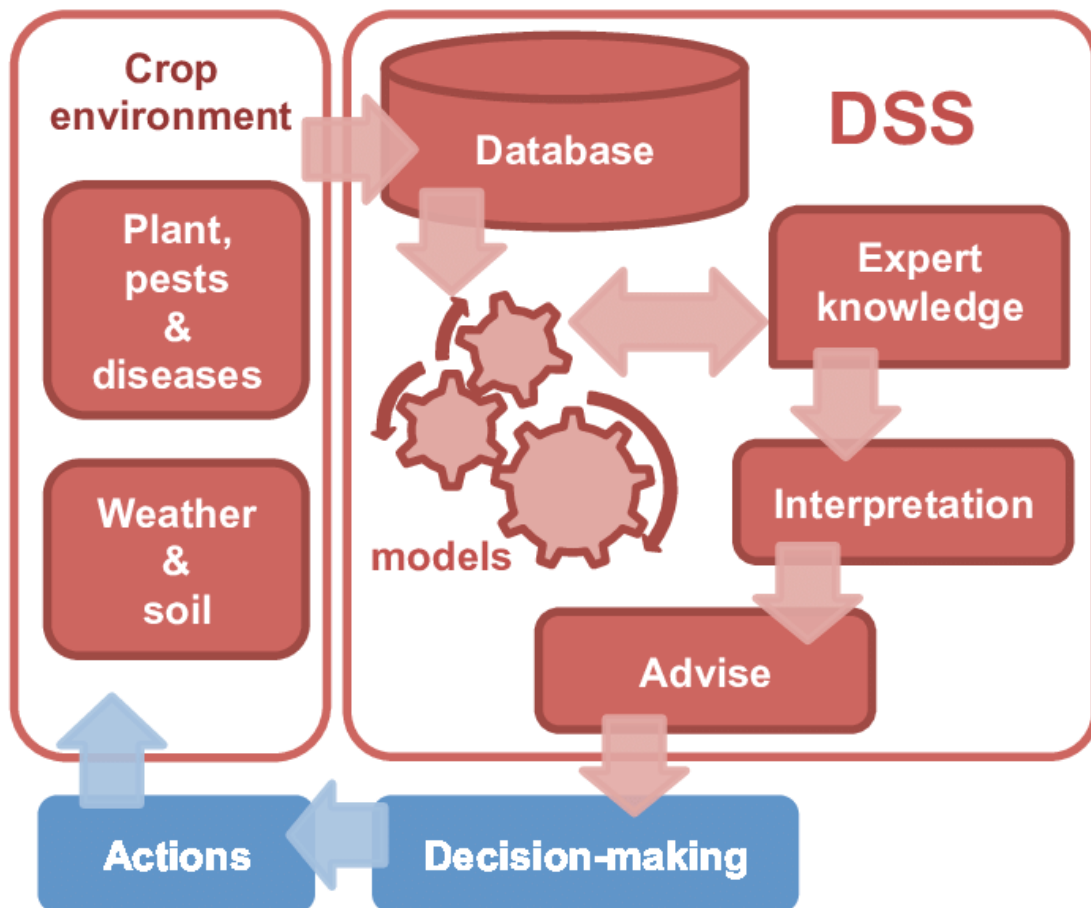 Crop
environment
Plant,
pests
&
diseases
Weather
&
soil
DSS
Database
Expert
knowledge
models
Interpretation
Advise
Decision-making
Actions